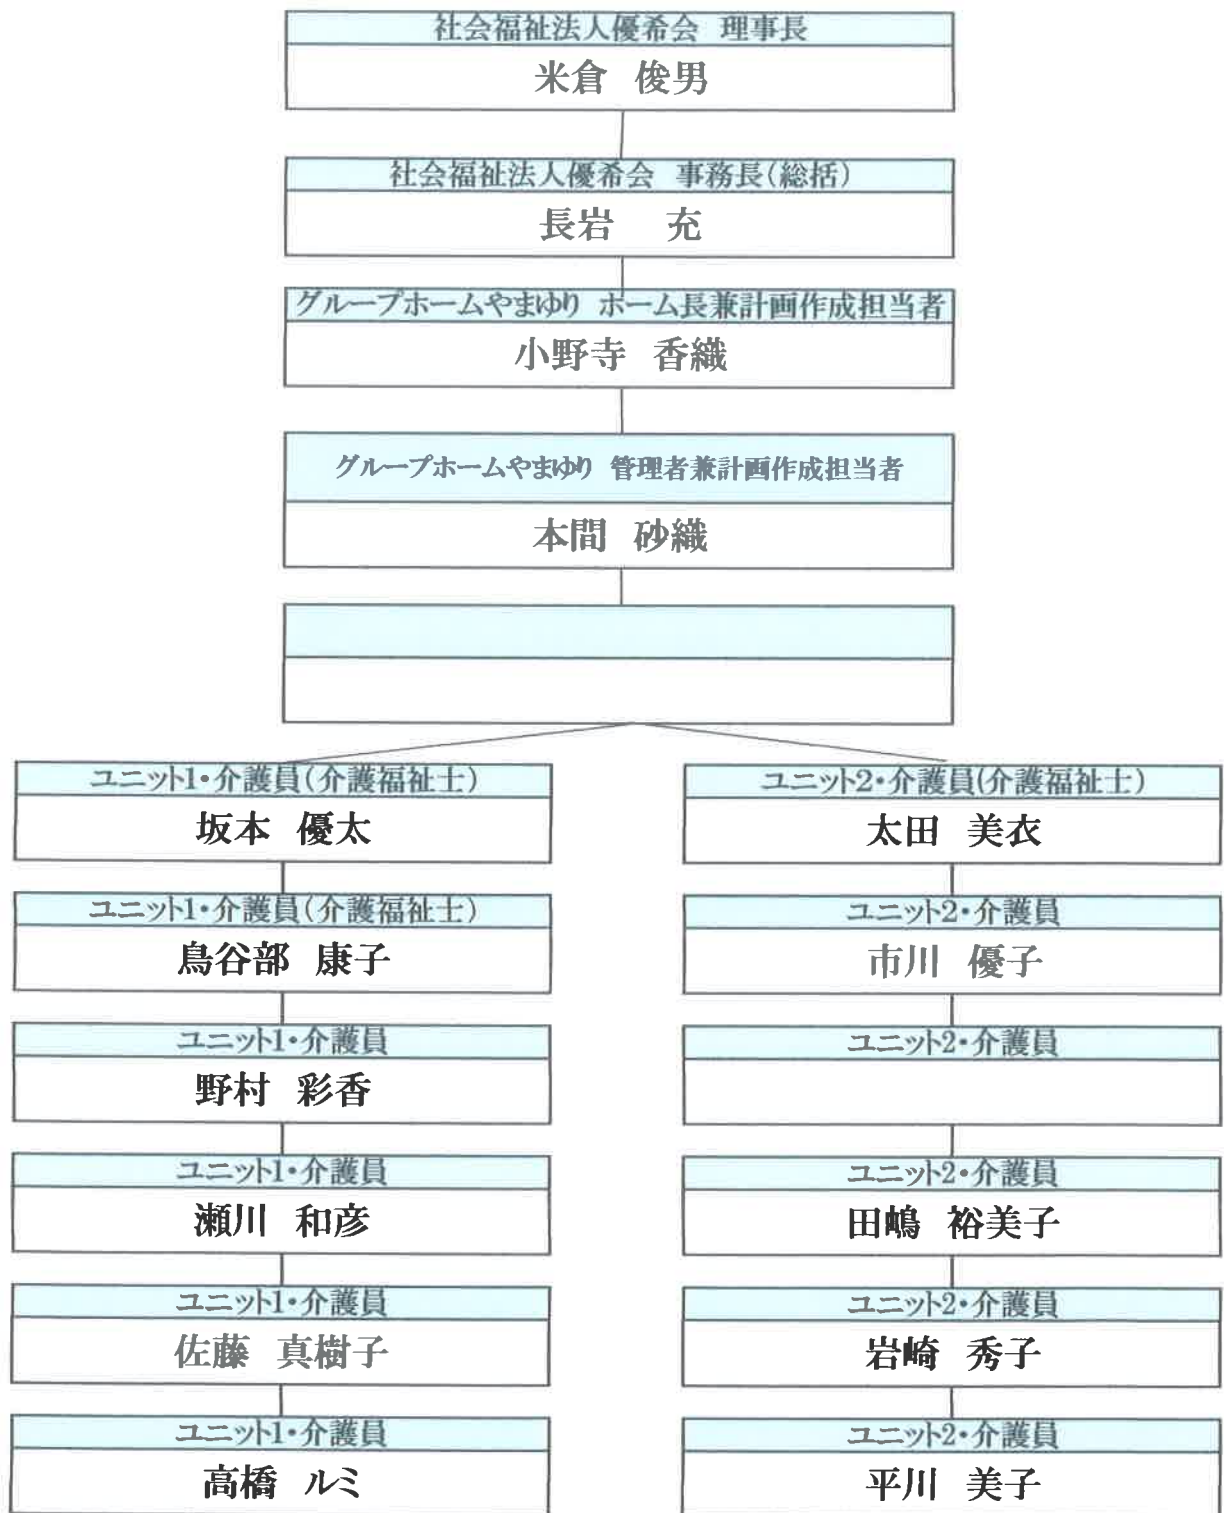 社会福祉法人優希会 理事長
米倉 俊男
社会福祉法人優希会 事務長(総括)
長岩 充
グループホームやまゆり ホーム長兼計画作成担当者
小野寺 香織
グループホームやまゆり 管理者兼計画作成担当者
本間 砂織
ユニット1・介護員(介護福祉士)
坂本 優太
ユニット1・介護員(介護福祉士)
鳥谷部 康子
ユニット1・介護員
野村 彩香
ユニット1・介護員
瀬川 和彦
ユニット1・介護員
佐藤 真樹子
ユニット1・介護員
高橋 ルミ
ユニット2・介護員(介護福祉士)
太田 美衣
ユニット2・介護員
市川 優子
ユニット2・介護員
ユニット2・介護員
田嶋 裕美子
ユニット2・介護員
岩崎 秀子
ユニット2・介護員
平川 美子